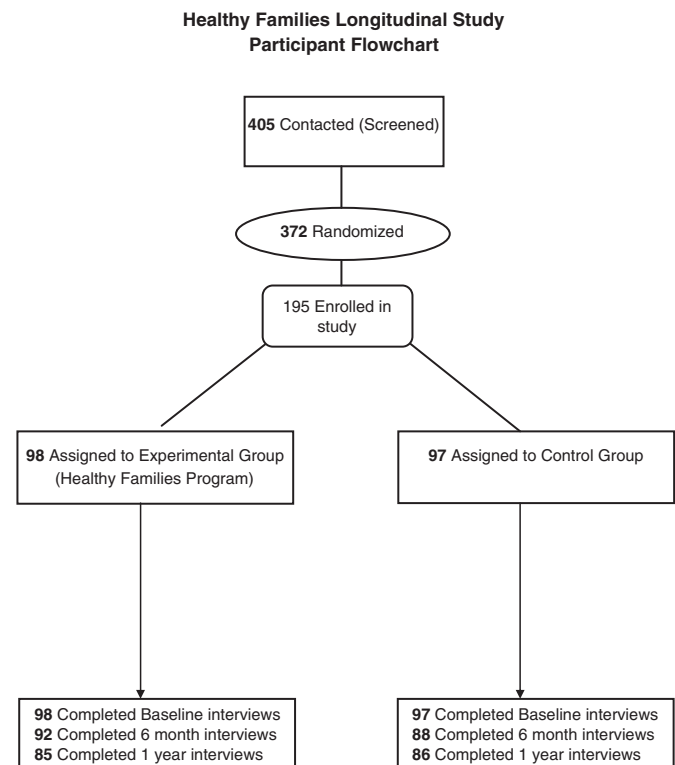 Healthy Families Longitudinal Study
Participant Flowchart
405 Contacted (Screened)
372 Randomized
195 Enrolled in
study
98 Assigned to Experimental Group
(Healthy Families Program)
97 Assigned to Control Group
98 Completed Baseline interviews
92 Completed 6 month interviews
85 Completed 1 year interviews
97 Completed Baseline interviews
88 Completed 6 month interviews
86 Completed 1 year interviews